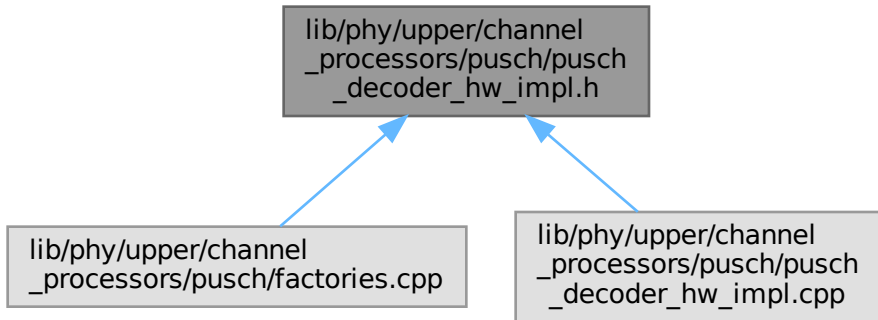 lib/phy/upper/channel
_processors/pusch/pusch
_decoder_hw_impl.h
lib/phy/upper/channel
_processors/pusch/factories.cpp
lib/phy/upper/channel
_processors/pusch/pusch
_decoder_hw_impl.cpp